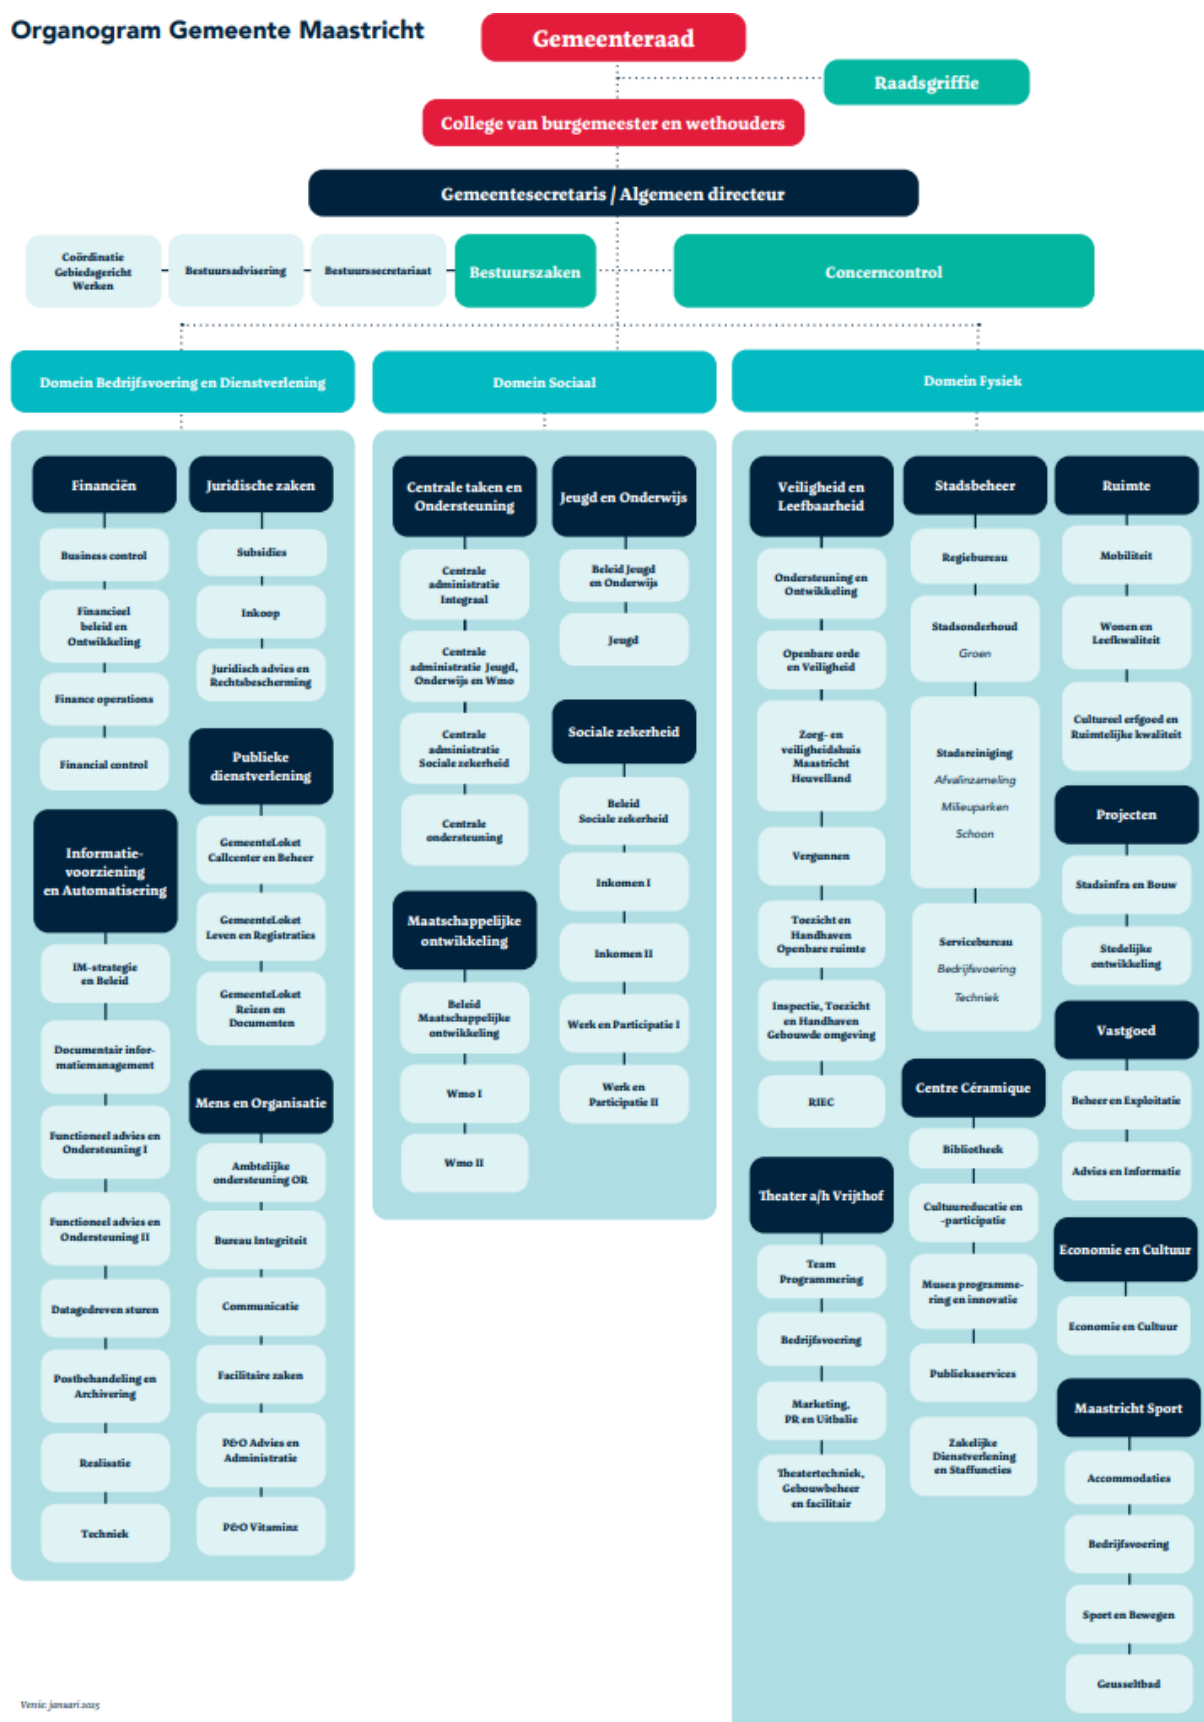 Organogram Gemeente Maastricht
Gemeenteraad
Raadsgriffie
College van burgemeester en wethouders
Gemeentesecretaris / Algemeen directeur
Coördinatie
Gebiedsgericht
Werken
Bestuursadvisering
Bestuurssecretariaat
Bestuurszaken
Concerncontrol
Domein Bedrijfsvoering en Dienstverlening
Financiën
Business control
Financieel
beleid en
Ontwikkeling
Finance operations
Financial control
Informatie-
voorziening
en Automatisering
IM-strategie
en Beleid
Documentair infor-
matiemanagement
Functioneel advies en
Ondersteuning I
Functioneel advies en
Ondersteuning II
Datagedreven sturen
Postbehandeling en
Archivering
Realisatie
Techniek
Juridische zaken
Subsidies
Inkoop
Juridisch advies en
Rechtsbescherming
Publieke
dienstverlening
GemeenteLoket
Callcenter en Beheer
GemeenteLoket
Leven en Registraties
GemeenteLoket
Reizen en
Documenten
Mens en Organisatie
Ambtelijke
ondersteuning OR
Bureau Integriteit
Communicatie
Facilitaire zaken
P&O Advies en
Administratie
P&O Vitaminz
Domein Sociaal
Centrale taken en
Ondersteuning
Centrale
administratie
Integraal
Centrale
administratie Jeugd,
Onderwijs en Wmo
Centrale
administratie
Sociale zekerheid
Centrale
ondersteuning
Maatschappelijke
ontwikkeling
Beleid
Maatschappelijke
ontwikkeling
Wmo I
Wmo II
Jeugd en Onderwijs
Beleid Jeugd
en Onderwijs
Jeugd
Sociale zekerheid
Beleid
Sociale zekerheid
Inkomen I
Inkomen II
Werk en Participatie I
Werk en
Participatie II
Domein Fysiek
Veiligheid en
Leefbaarheid
Ondersteuning en
Ontwikkeling
Openbare orde
en Veiligheid
Zorg- en
veiligheidshuis
Maastricht
Heuvelland
Vergunnen
Toezicht en
Handhaven
Openbare ruimte
Inspectie, Toezicht
en Handhaven
Gebouwde omgeving
RIEC
Theater a/h Vrijthof
Team
Programmering
Bedrijfsvoering
Marketing,
PR en Uitbalie
Theatertechniek,
Gebouwbeheer
en facilitair
Stadsbeheer
Regiebureau
Stadsonderhoud
Groen
Stadsreiniging
Afvalinzameling
Milieuparken
Schoon
Servicebureau
Bedrijfsvoering
Techniek
Centre Céramique
Bibliotheek
Cultuureducatie en
-participatie
Musea programme-
ring en innovatie
Publieksservices
Zakelijke
Dienstverlening
en Staffuncties
Ruimte
Mobiliteit
Wonen en
Leefkwaliteit
Cultureel erfgoed en
Ruimtelijke kwaliteit
Projecten
Stadsinfra en Bouw
Stedelijke
ontwikkeling
Vastgoed
Beheer en Exploitatie
Advies en Informatie
Economie en Cultuur
Economie en Cultuur
Maastricht Sport
Accommodaties
Bedrijfsvoering
Sport en Bewegen
Geusseltbad
Versie: januari 2025